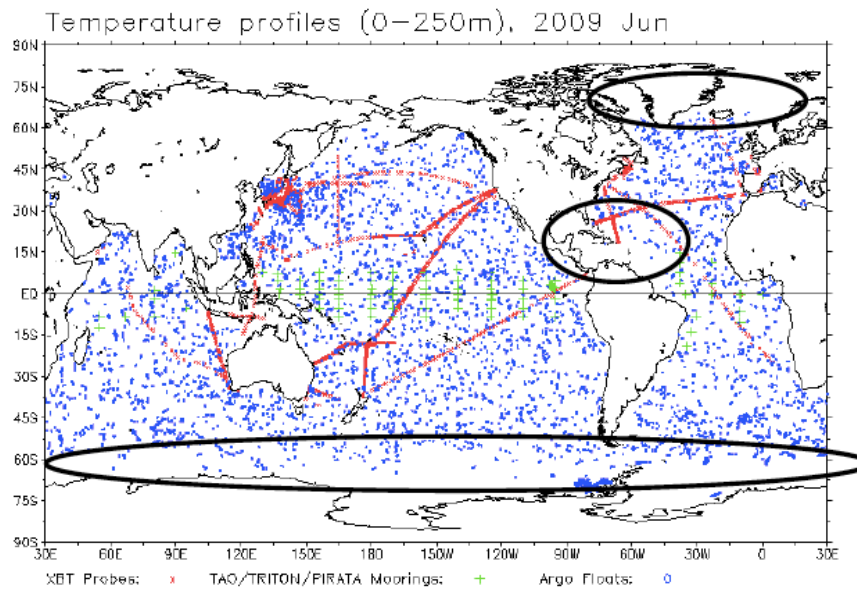 Temperature profiles (0-250m), 2009 Jun
90N
75N
60N
45N
30N
15N
EQ
15S
30S
45S
60S
75S
90S
30E 60E 90E 120E 150E 180 150W 120W 90W 60W 30W 0 30E
XBT Probes: x TAO/TRITON/PIRATA Moorings: + Argo Floats: o